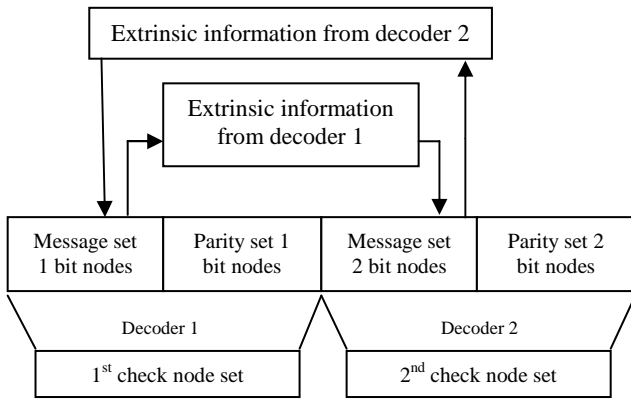 Extrinsic information from decoder 2
Extrinsic information
from decoder 1
Message set
1 bit nodes
Parity set 1
bit nodes
Message set
2 bit nodes
Parity set 2
bit nodes
Decoder 1
Decoder 2
1st check node set
2nd check node set